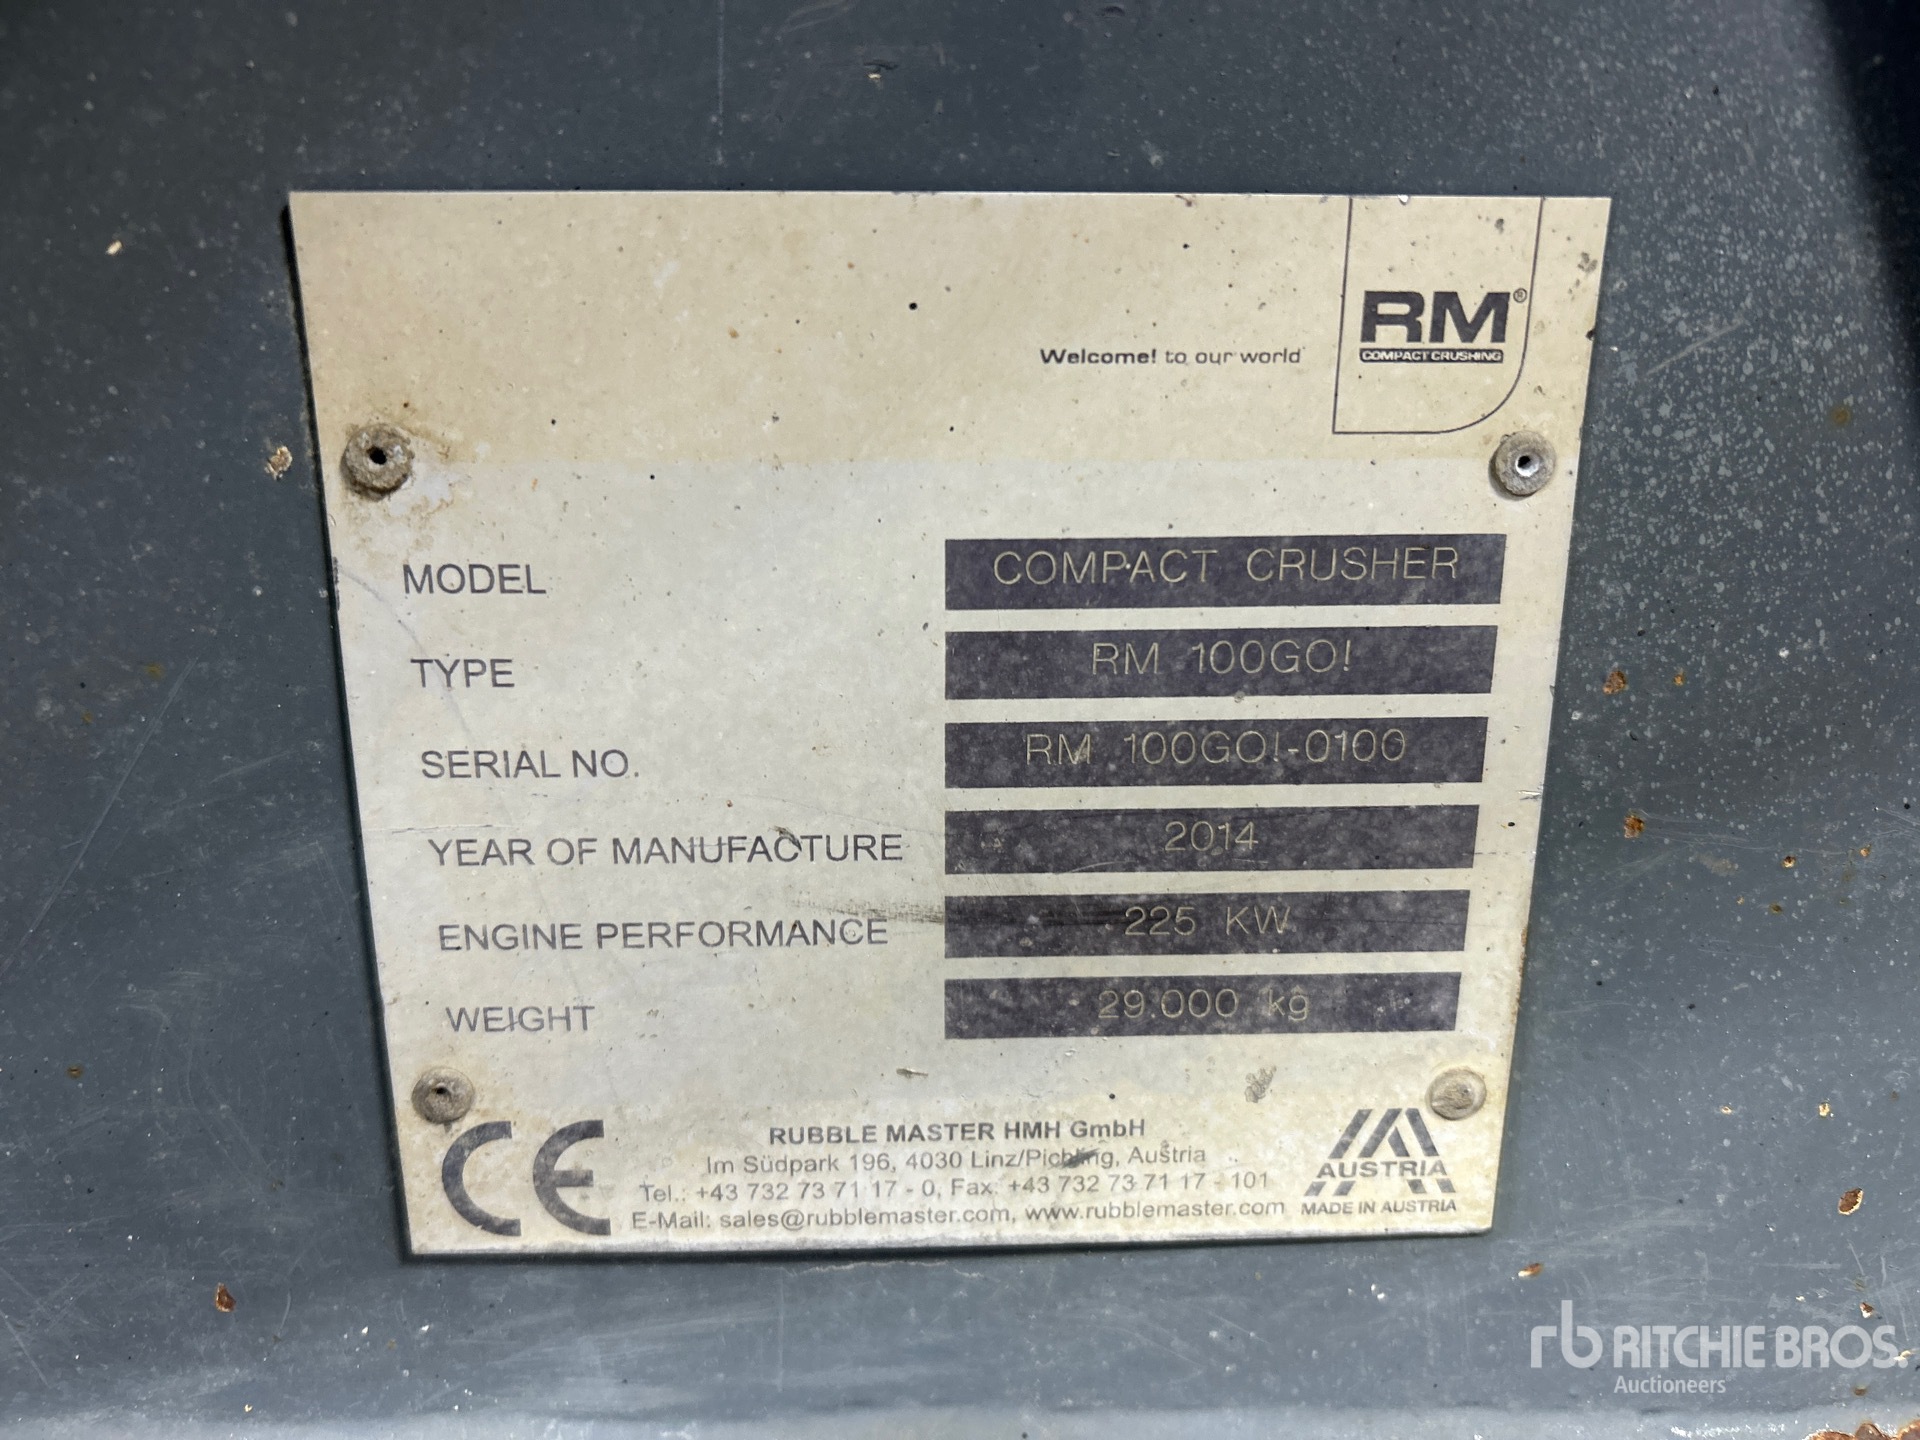 RM®
COMPACT CRUSHING
Welcome! to our world
MODEL COMPACT CRUSHER
TYPE RM 100GO!
SERIAL NO. RM 100GO!-0100
YEAR OF MANUFACTURE 2014
ENGINE PERFORMANCE 225 KW
WEIGHT 29.000 kg
CE
RUBBLE MASTER HMH GmbH
Im Südpark 196, 4030 Linz/Pichling, Austria
Tel.: +43 732 73 71 17 - 0, Fax: +43 732 73 71 17 - 101
E-Mail: sales@rubblemaster.com, www.rubblemaster.com
AUSTRIA
MADE IN AUSTRIA
rb RITCHIE BROS.
Auctioneers